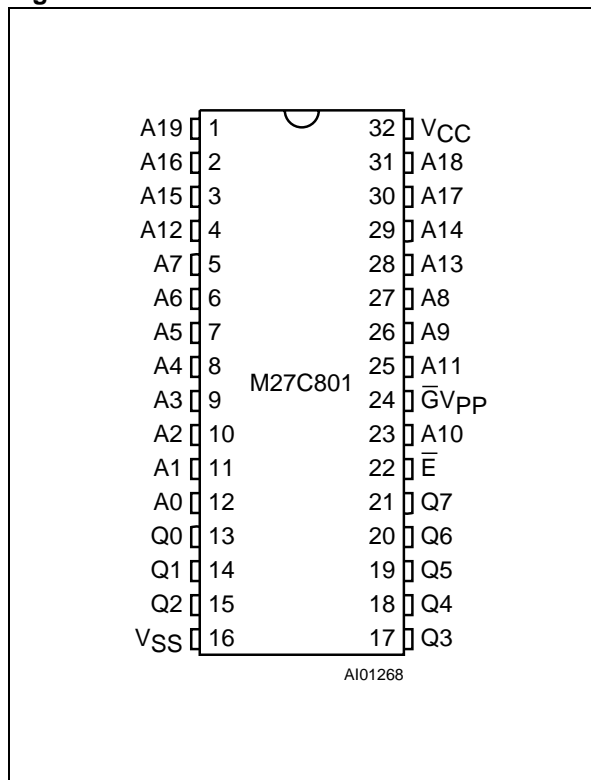 A19 1 32 VCC
A16 2 31 A18
A15 3 30 A17
A12 4 29 A14
A7 5 28 A13
A6 6 27 A8
A5 7 26 A9
A4 8 25 A11
M27C801
A3 9 24 G̅VPP
A2 10 23 A10
A1 11 22 E̅
A0 12 21 Q7
Q0 13 20 Q6
Q1 14 19 Q5
Q2 15 18 Q4
VSS 16 17 Q3
AI01268